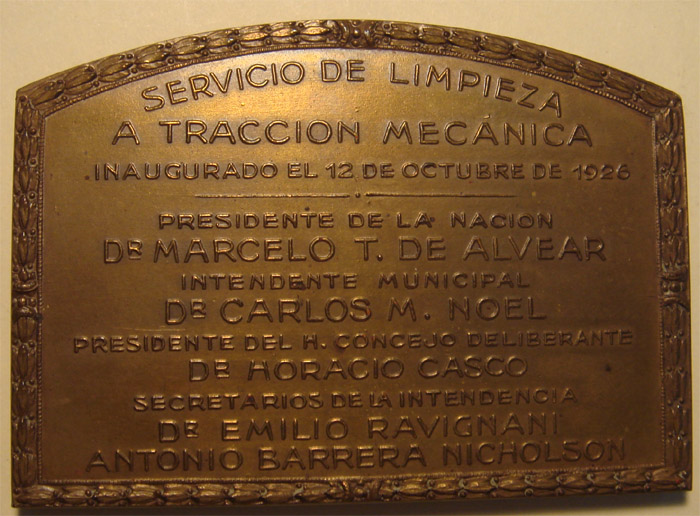 SERVICIO DE LIMPIEZA
A TRACCION MECÁNICA
INAUGURADO EL 12 DE OCTUBRE DE 1926
PRESIDENTE DE LA NACION
DR MARCELO T. DE ALVEAR
INTENDENTE MUNICIPAL
DR CARLOS M. NOEL
PRESIDENTE DEL H. CONCEJO DELIBERANTE
DR HORACIO CASCO
SECRETARIOS DE LA INTENDENCIA
DR EMILIO RAVIGNANI
ANTONIO BARRERA NICHOLSON